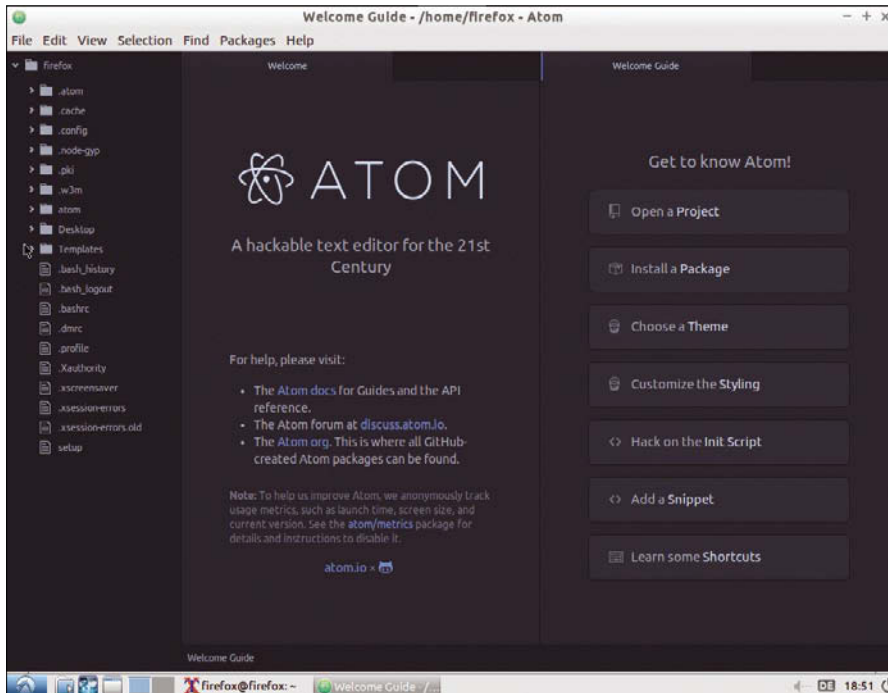 Welcome Guide - /home/firefox - Atom
File Edit View Selection Find Packages Help
firefox
.atom
.cache
.config
.node-gyp
.pki
.w3m
atom
Desktop
Templates
.bash_history
.bash_logout
.bashrc
.dmrc
.profile
.Xauthority
.xscreensaver
.xsession-errors
.xsession-errors.old
setup
Welcome
ATOM
A hackable text editor for the 21st
Century
For help, please visit:
• The Atom docs for Guides and the API
reference.
• The Atom forum at discuss.atom.io.
• The Atom org. This is where all GitHub-
created Atom packages can be found.
Note: To help us improve Atom, we anonymously track
usage metrics, such as launch time, screen size, and
current version. See the atom/metrics package for
details and instructions to disable it.
atom.io ×
Welcome Guide
Get to know Atom!
Open a Project
Install a Package
Choose a Theme
Customize the Styling
Hack on the Init Script
Add a Snippet
Learn some Shortcuts
Welcome Guide
firefox@firefox: ~
Welcome Guide - /...
DE 18:51